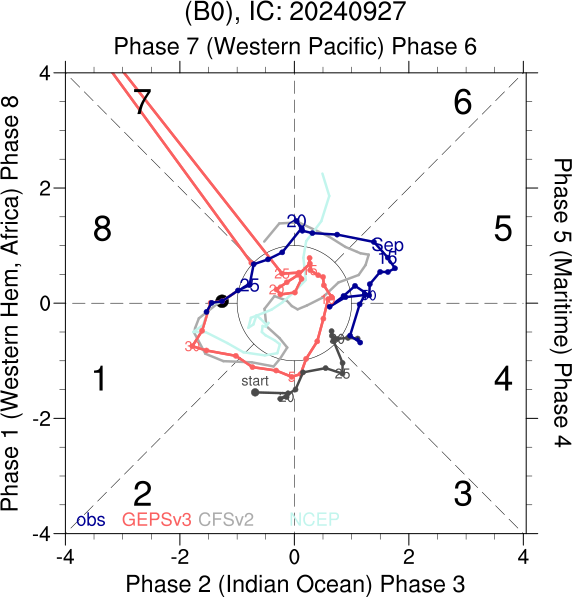 (B0), IC: 20240927
Phase 7 (Western Pacific) Phase 6
Phase 1 (Western Hem, Africa) Phase 8
Phase 5 (Maritime) Phase 4
4
2
0
-2
-4
7
6
8
5
1
4
2
3
20
Sep
15
25
25
15
20
10
30
5
25
start
20
obs GEPSv3 CFSv2 NCEP
-4 -2 0 2 4
Phase 2 (Indian Ocean) Phase 3